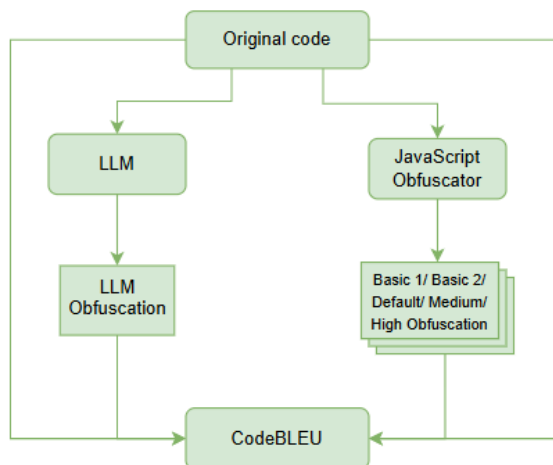 Original code
LLM
JavaScript
Obfuscator
LLM
Obfuscation
Basic 1/ Basic 2/
Default/ Medium/
High Obfuscation
CodeBLEU